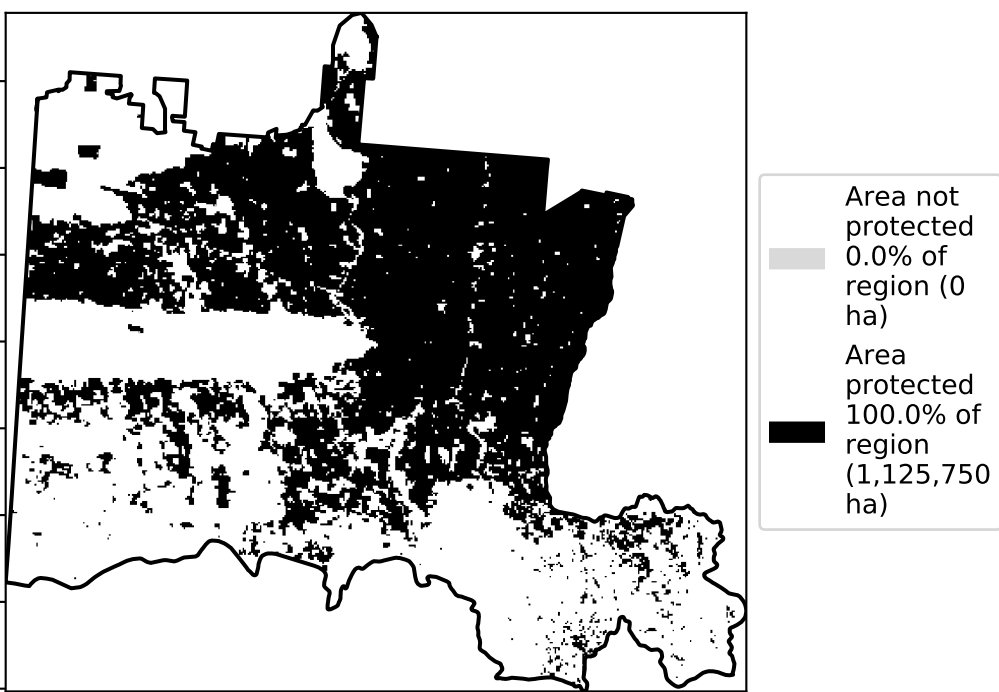 Area not
protected
0.0% of
region (0
ha)
Area
protected
100.0% of
region
(1,125,750
ha)